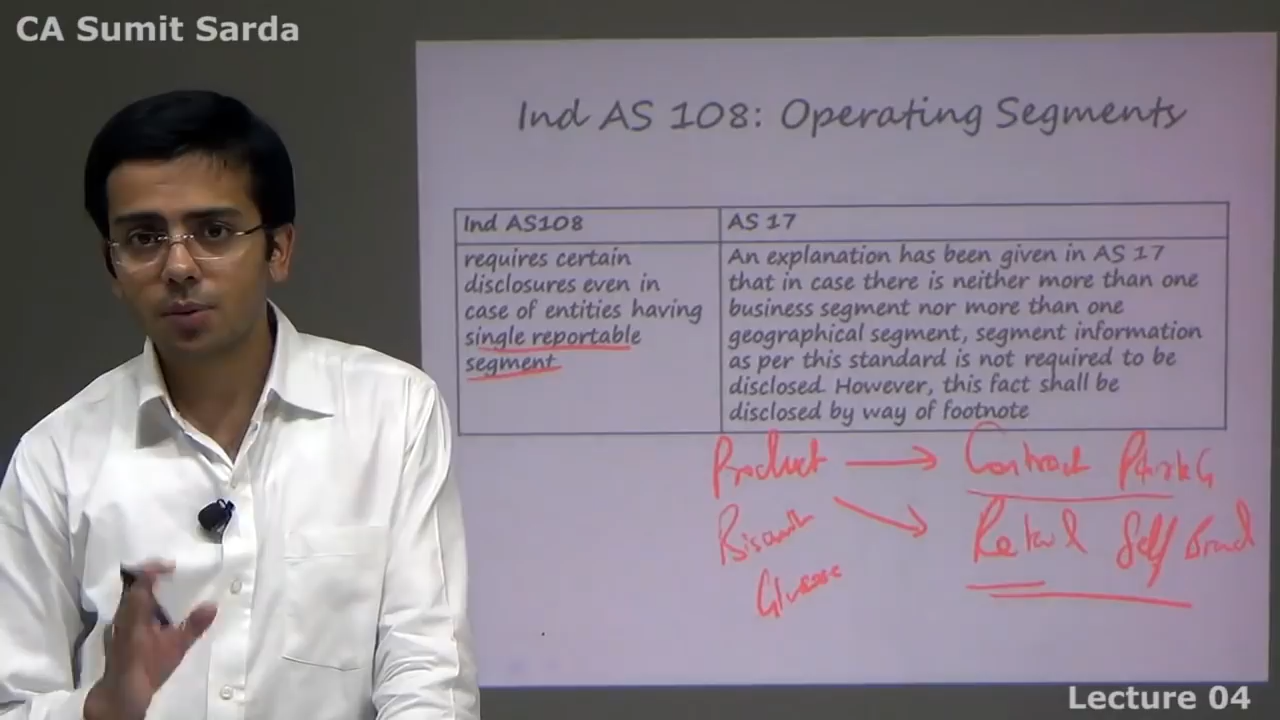 CA Sumit Sarda
Ind AS 108: Operating Segments
Ind AS108
requires certain
disclosures even in
case of entities having
single reportable
segment
AS 17
An explanation has been given in AS 17
that in case there is neither more than one
business segment nor more than one
geographical segment, segment information
as per this standard is not required to be
disclosed. However, this fact shall be
disclosed by way of footnote
Product → Contract
Retail Self Brand
Glucose
Lecture 04